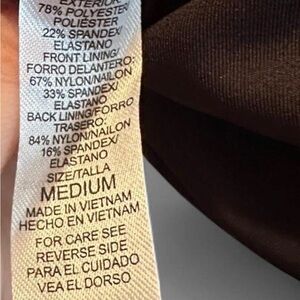 EXTERIOR
78% POLYESTER
POLIÉSTER
22% SPANDEX/
ELASTANO
FRONT LINING/
FORRO DELANTERO:
67% NYLON/NAILON
33% SPANDEX/
ELASTANO
BACK LINING/FORRO
TRASERO:
84% NYLON/NAILON
16% SPANDEX/
ELASTANO
SIZE/TALLA
MEDIUM
MADE IN VIETNAM
HECHO EN VIETNAM
FOR CARE SEE
REVERSE SIDE
PARA EL CUIDADO
VEA EL DORSO